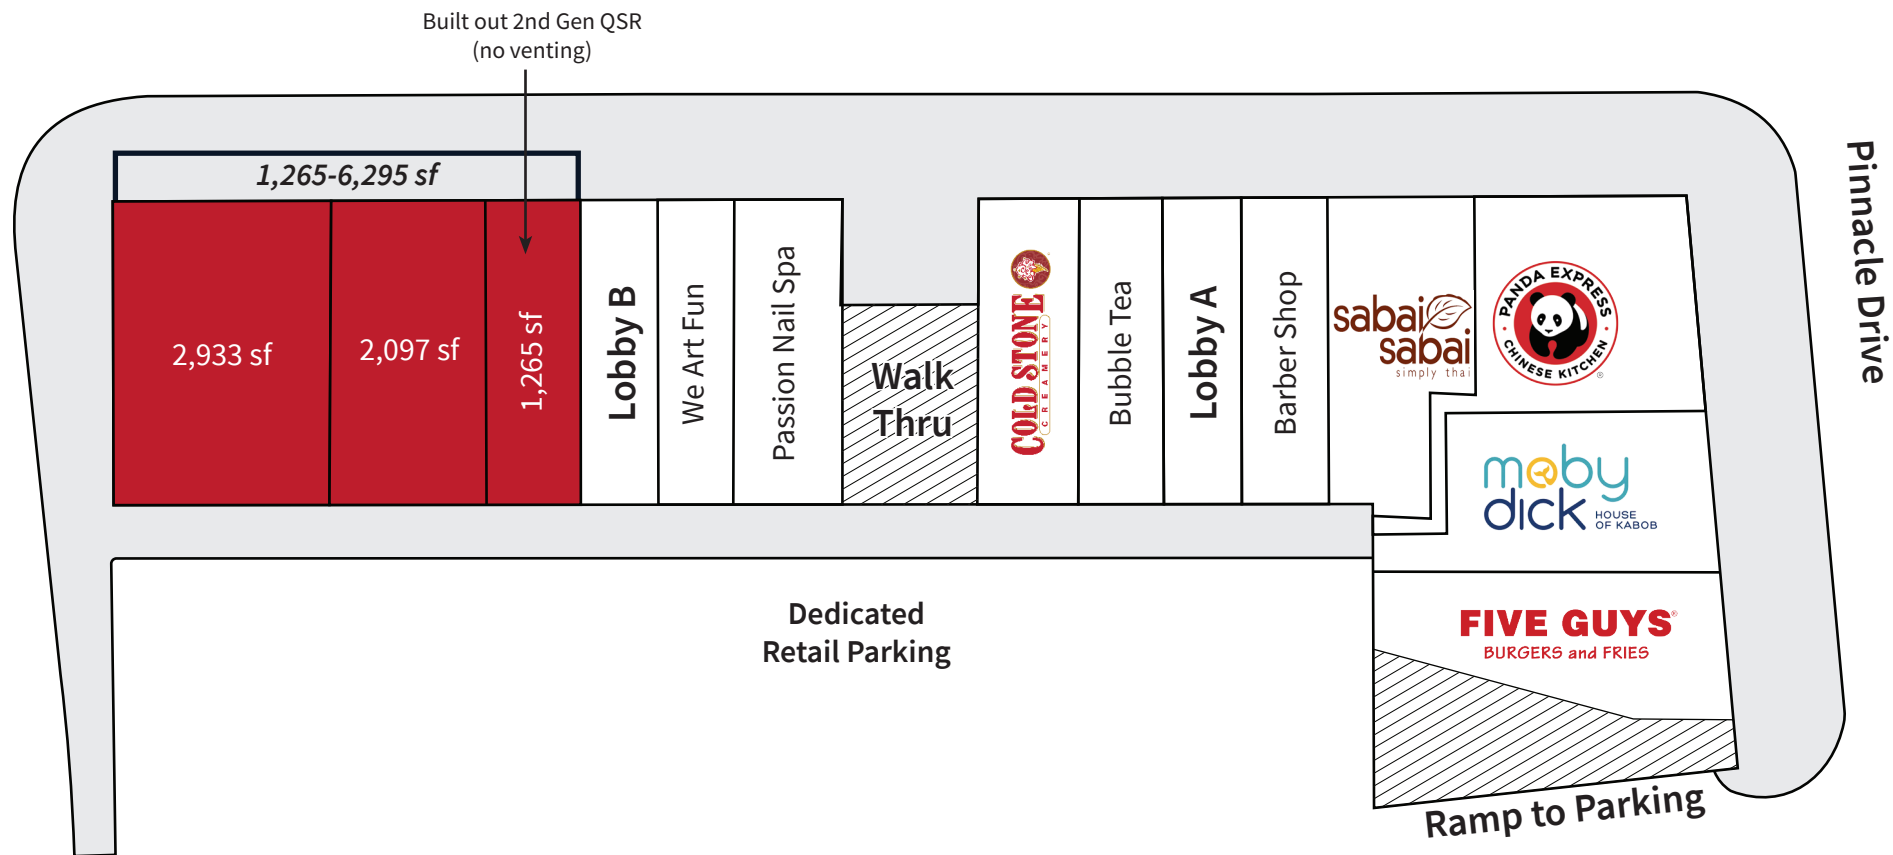 Built out 2nd Gen QSR
(no venting)
1,265-6,295 sf
2,933 sf
2,097 sf
1,265 sf
Lobby B
We Art Fun
Passion Nail Spa
Walk
Thru
COLD STONE
CREAMERY
Bubble Tea
Lobby A
Barber Shop
sabai
sabai
simply thai
PANDA EXPRESS
CHINESE KITCHEN
®
moby
dick
HOUSE
OF KABOB
FIVE GUYS®
BURGERS and FRIES
Pinnacle Drive
Dedicated
Retail Parking
Ramp to Parking